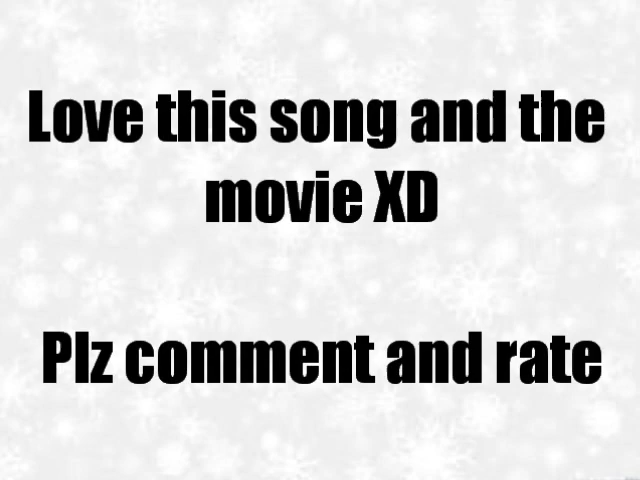 Love this song and the
movie XD
Plz comment and rate